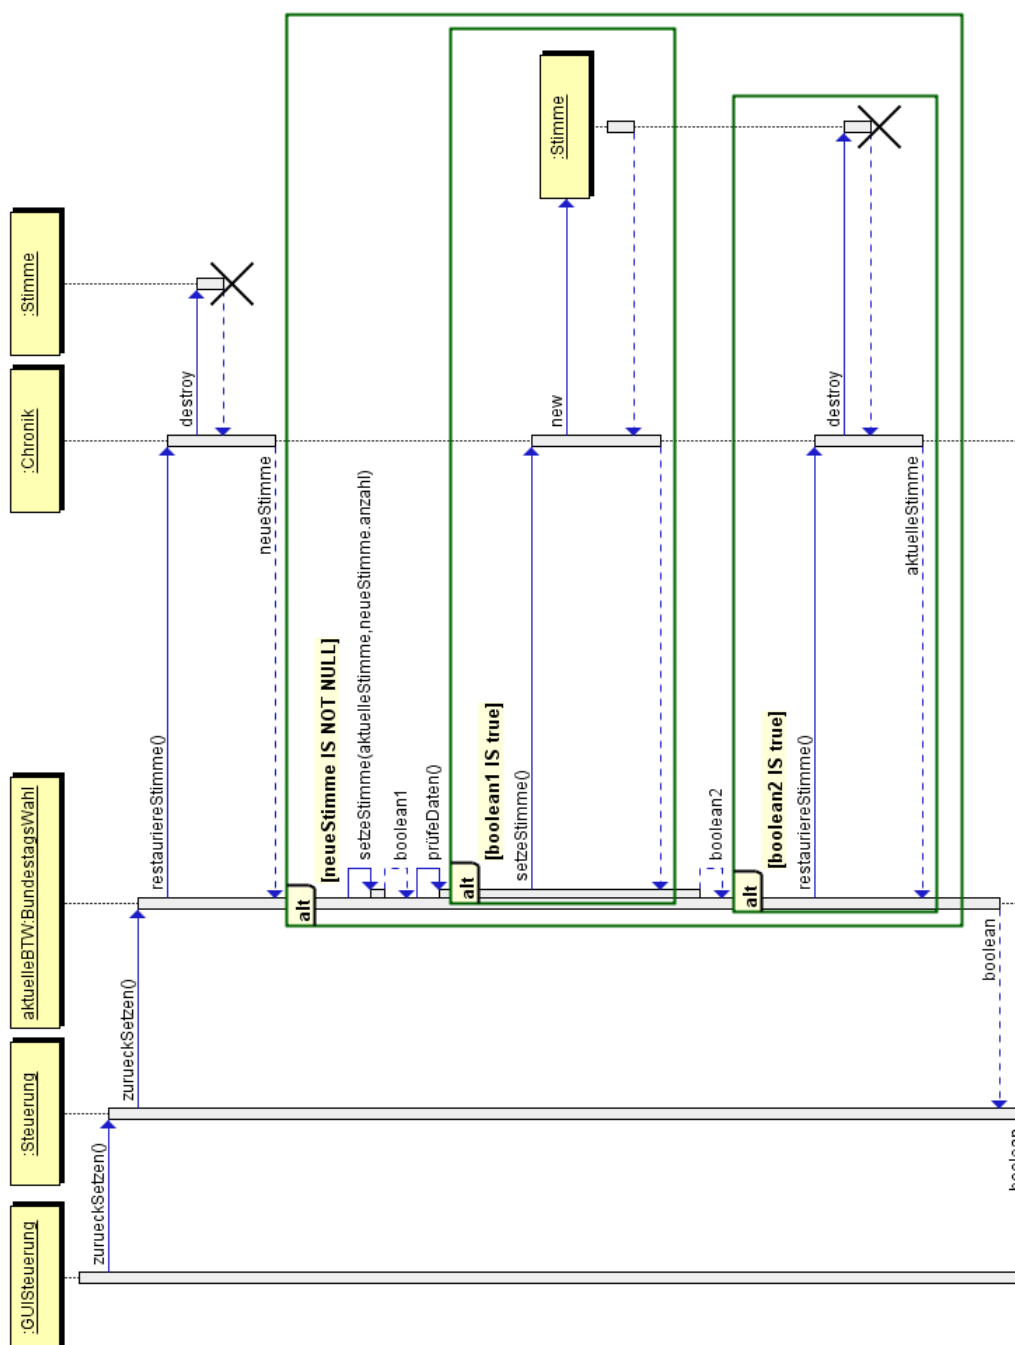 :GUISteuerung
:Steuerung
aktuelleBTW:BundestagsWahl
:Chronik
:Stimme
zurueckSetzen()
zurueckSetzen()
restauriereStimme()
destroy
neueStimme
alt
[neueStimme IS NOT NULL]
setzeStimme(aktuelleStimme,neueStimme.anzahl)
boolean1
prüfeDaten()
alt
[boolean1 IS true]
setzeStimme()
new
:Stimme
boolean2
alt
[boolean2 IS true]
restauriereStimme()
destroy
aktuelleStimme
boolean
boolean